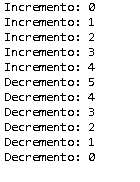 Incremento: 0
Incremento: 1
Incremento: 2
Incremento: 3
Incremento: 4
Decremento: 5
Decremento: 4
Decremento: 3
Decremento: 2
Decremento: 1
Decremento: 0